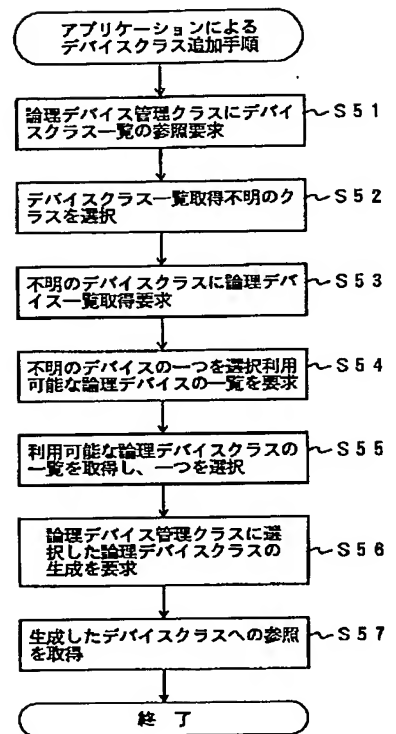 アプリケーションによる
デバイスクラス追加手順
論理デバイス管理クラスにデバイ
スクラス一覧の参照要求
S51
デバイスクラス一覧取得不明のク
ラスを選択
S52
不明のデバイスクラスに論理デバ
イス一覧取得要求
S53
不明のデバイスの一つを選択利用
可能な論理デバイスの一覧を要求
S54
利用可能な論理デバイスクラスの
一覧を取得し、一つを選択
S55
論理デバイス管理クラスに選
択した論理デバイスクラスの
生成を要求
S56
生成したデバイスクラスへの参照
を取得
S57
終了